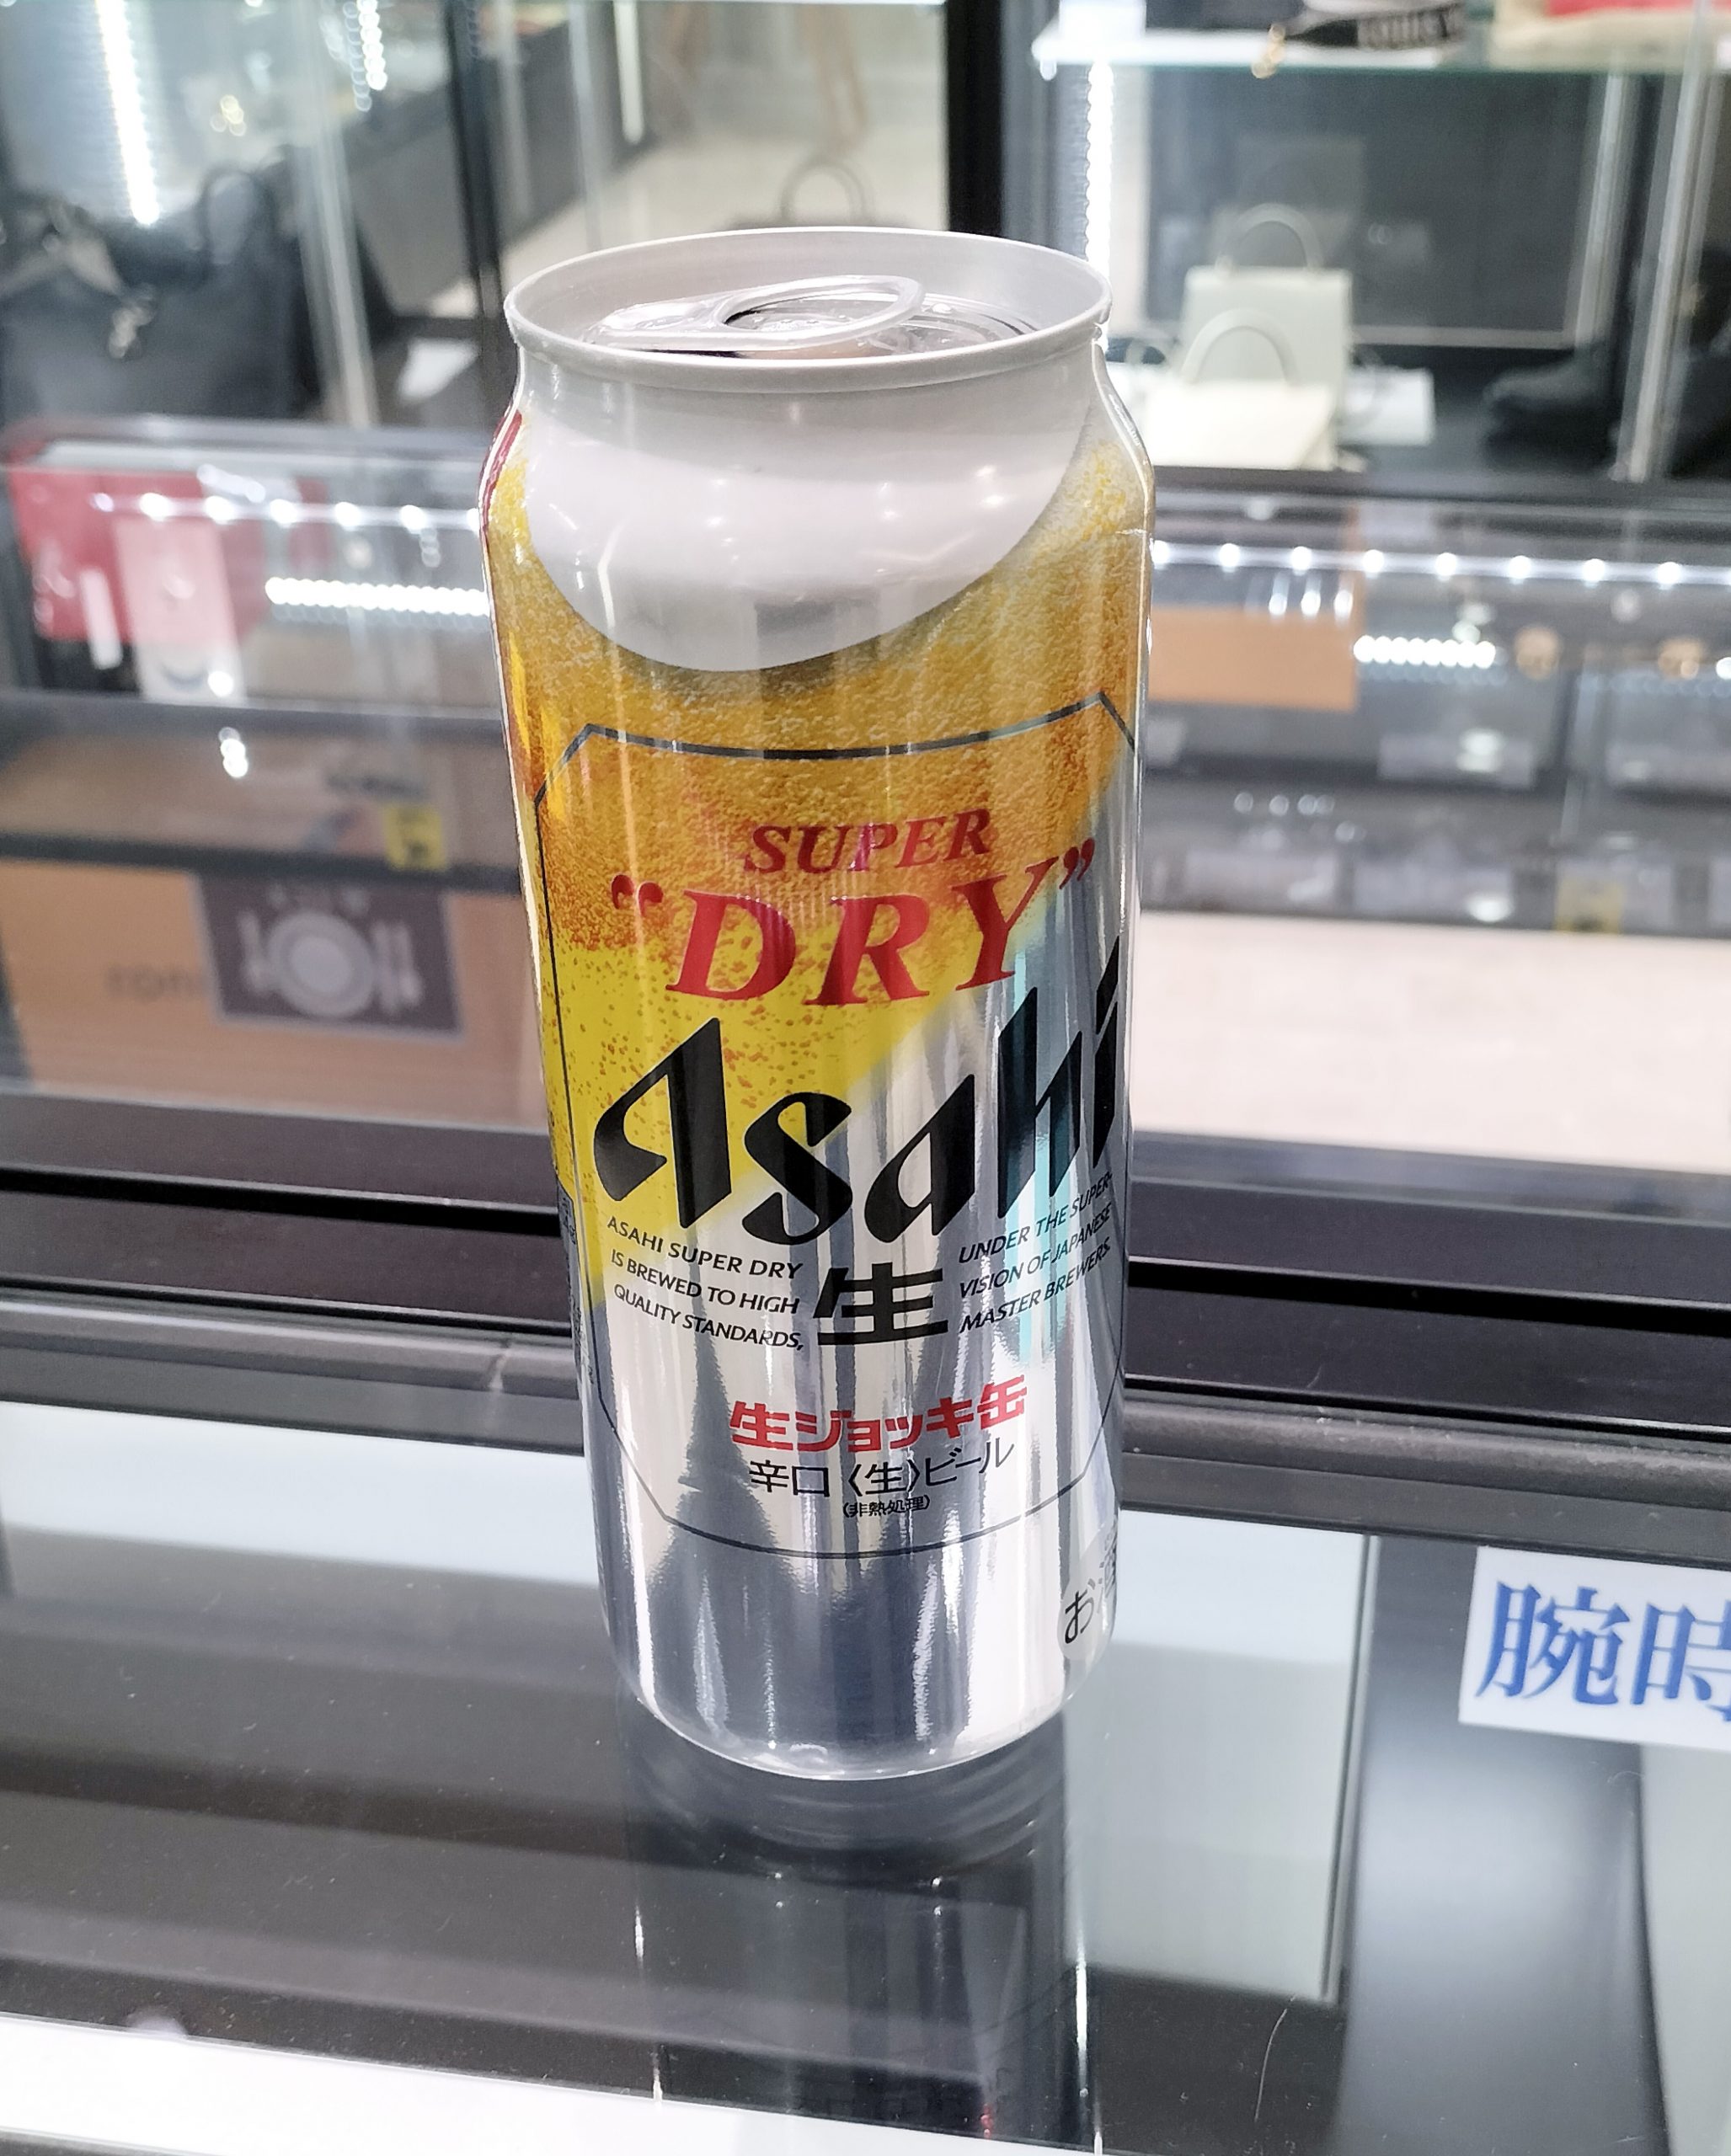 SUPER
"DRY"
Asahi
ASAHI SUPER DRY
IS BREWED TO HIGH
QUALITY STANDARDS,
生
UNDER THE SUPER-
VISION OF JAPANESE
MASTER BREWERS.
生ジョッキ缶
辛口〈生〉ビール
(非熱処理)
お酒
腕時